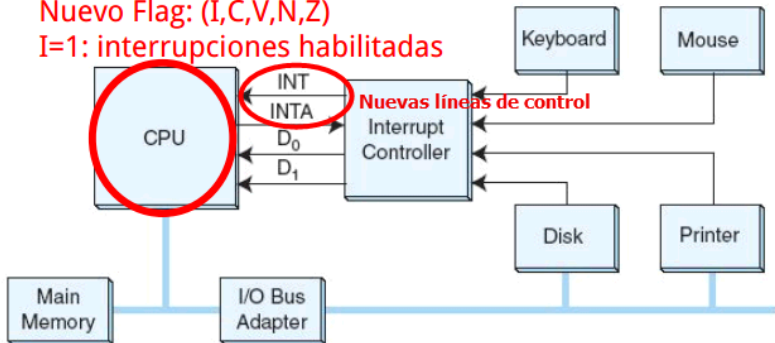 Nuevo Flag: (I,C,V,N,Z)
I=1: interrupciones habilitadas
Keyboard
Mouse
INT
Nuevas líneas de control
INTA
CPU
D0
D1
Interrupt
Controller
Disk
Printer
Main
Memory
I/O Bus
Adapter